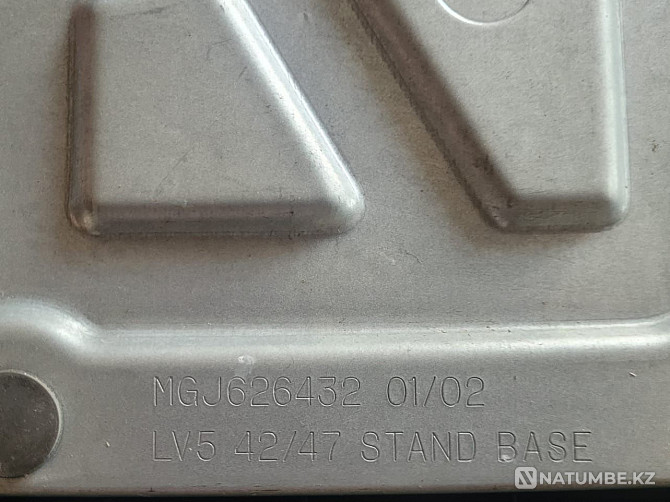 MGJ626432 01/02
LV5 42/47 STAND BASE
NATUMBE.KZ